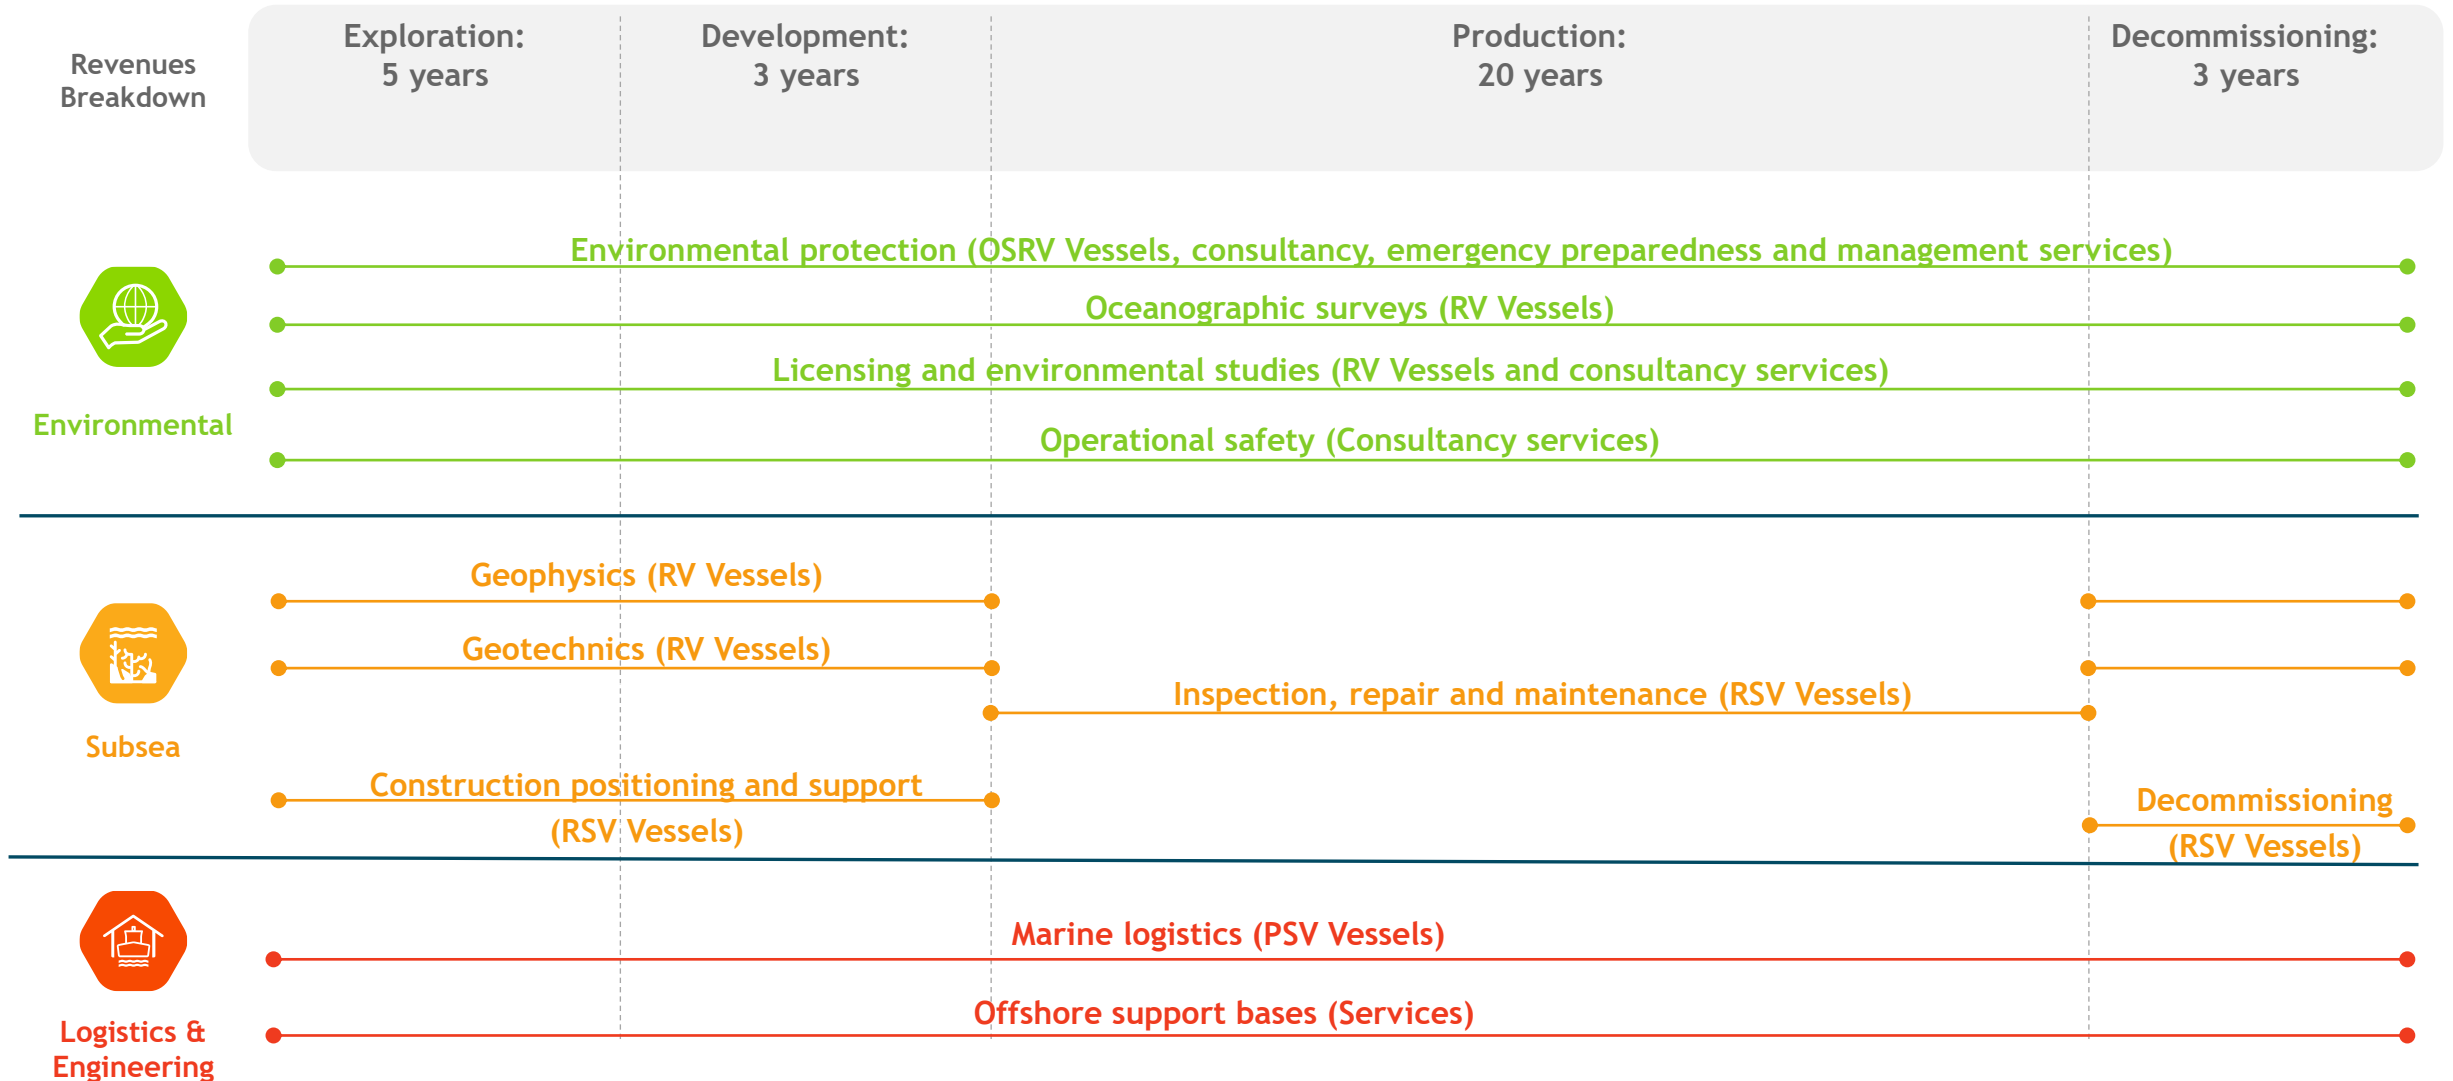 Revenues
Breakdown
Exploration:
5 years
Development:
3 years
Production:
20 years
Decommissioning:
3 years
Environmental protection (OSRV Vessels, consultancy, emergency preparedness and management services)
Oceanographic surveys (RV Vessels)
Licensing and environmental studies (RV Vessels and consultancy services)
Operational safety (Consultancy services)
Environmental
Geophysics (RV Vessels)
Geotechnics (RV Vessels)
Inspection, repair and maintenance (RSV Vessels)
Subsea
Construction positioning and support
(RSV Vessels)
Decommissioning
(RSV Vessels)
Marine logistics (PSV Vessels)
Offshore support bases (Services)
Logistics &
Engineering